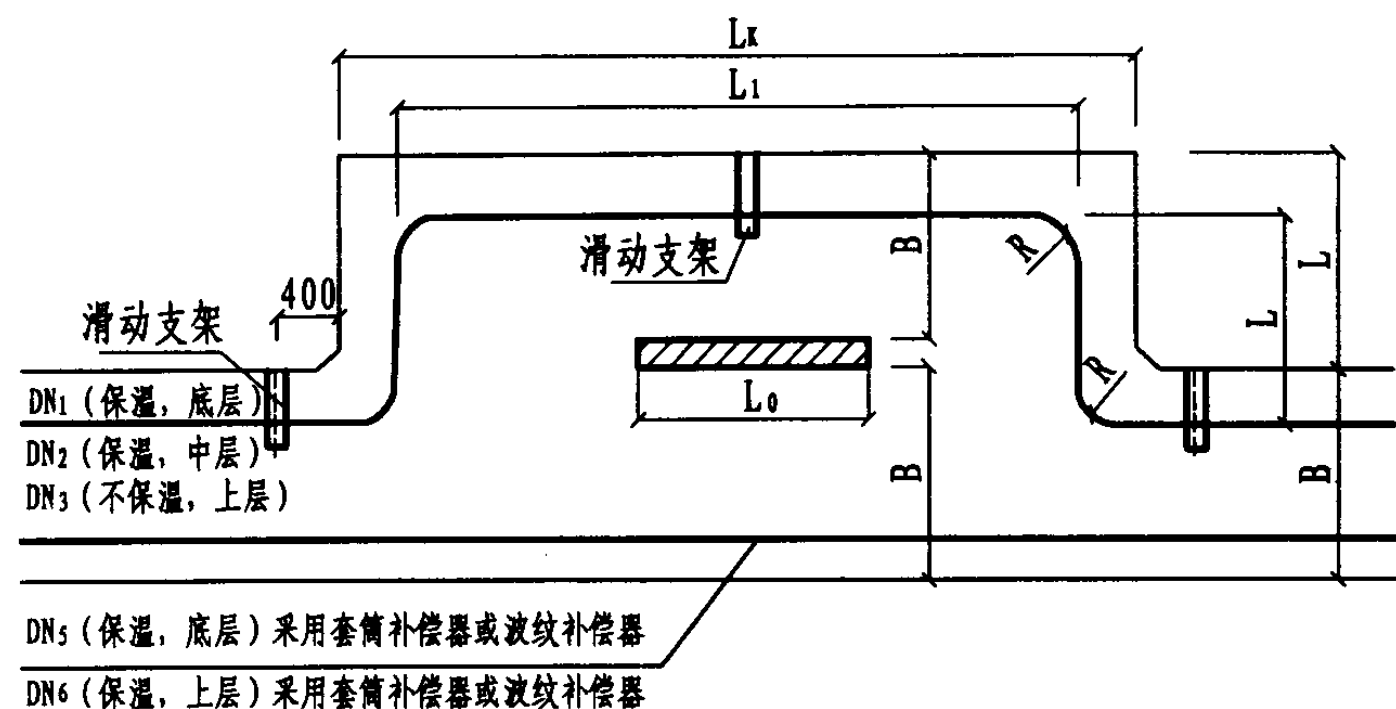 LK
L1
滑动支架
B
R
L
400
滑动支架
L
R
DN1 (保温, 底层)
L0
DN2 (保温, 中层)
B
B
DN3 (不保温, 上层)
DN5 (保温, 底层) 采用套筒补偿器或波纹补偿器
DN6 (保温, 上层) 采用套筒补偿器或波纹补偿器